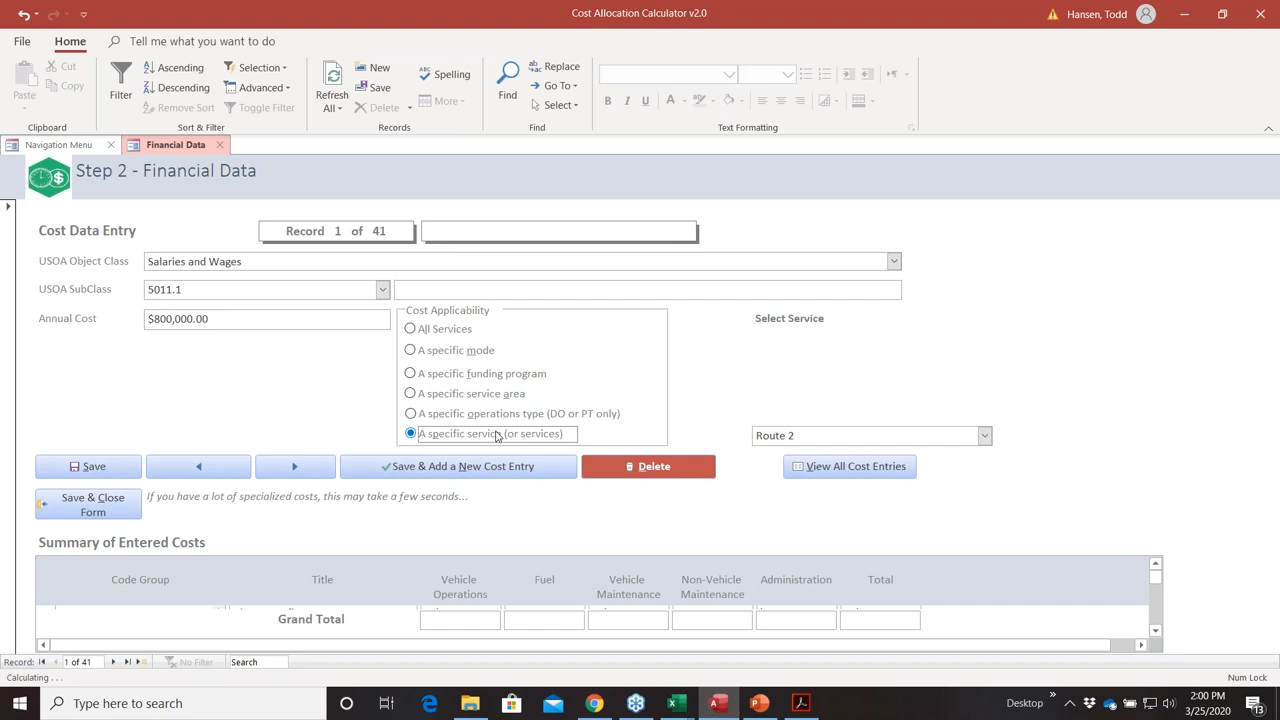 Cost Allocation Calculator v2.0
Hansen, Todd
File Home Tell me what you want to do
Paste
Cut
Copy
Clipboard
Filter
Ascending
Descending
Remove Sort
Selection
Advanced
Toggle Filter
Sort & Filter
Refresh
All
New
Save
Delete
Spelling
More
Records
Find
Replace
Go To
Select
Find
B I U A
Text Formatting
Navigation Menu
Financial Data
Step 2 - Financial Data
Cost Data Entry
Record 1 of 41
USOA Object Class
Salaries and Wages
USOA SubClass
5011.1
Annual Cost
$800,000.00
Cost Applicability
All Services
A specific mode
A specific funding program
A specific service area
A specific operations type (DO or PT only)
A specific service (or services)
Select Service
Route 2
Save
Save & Add a New Cost Entry
Delete
View All Cost Entries
Save & Close
Form
If you have a lot of specialized costs, this may take a few seconds...
Summary of Entered Costs
Code Group
Title
Vehicle
Operations
Fuel
Vehicle
Maintenance
Non-Vehicle
Maintenance
Administration
Total
Grand Total
Record: 1 of 41 No Filter Search
Calculating . . .
Num Lock
Type here to search
Desktop
2:00 PM
3/25/2020
13